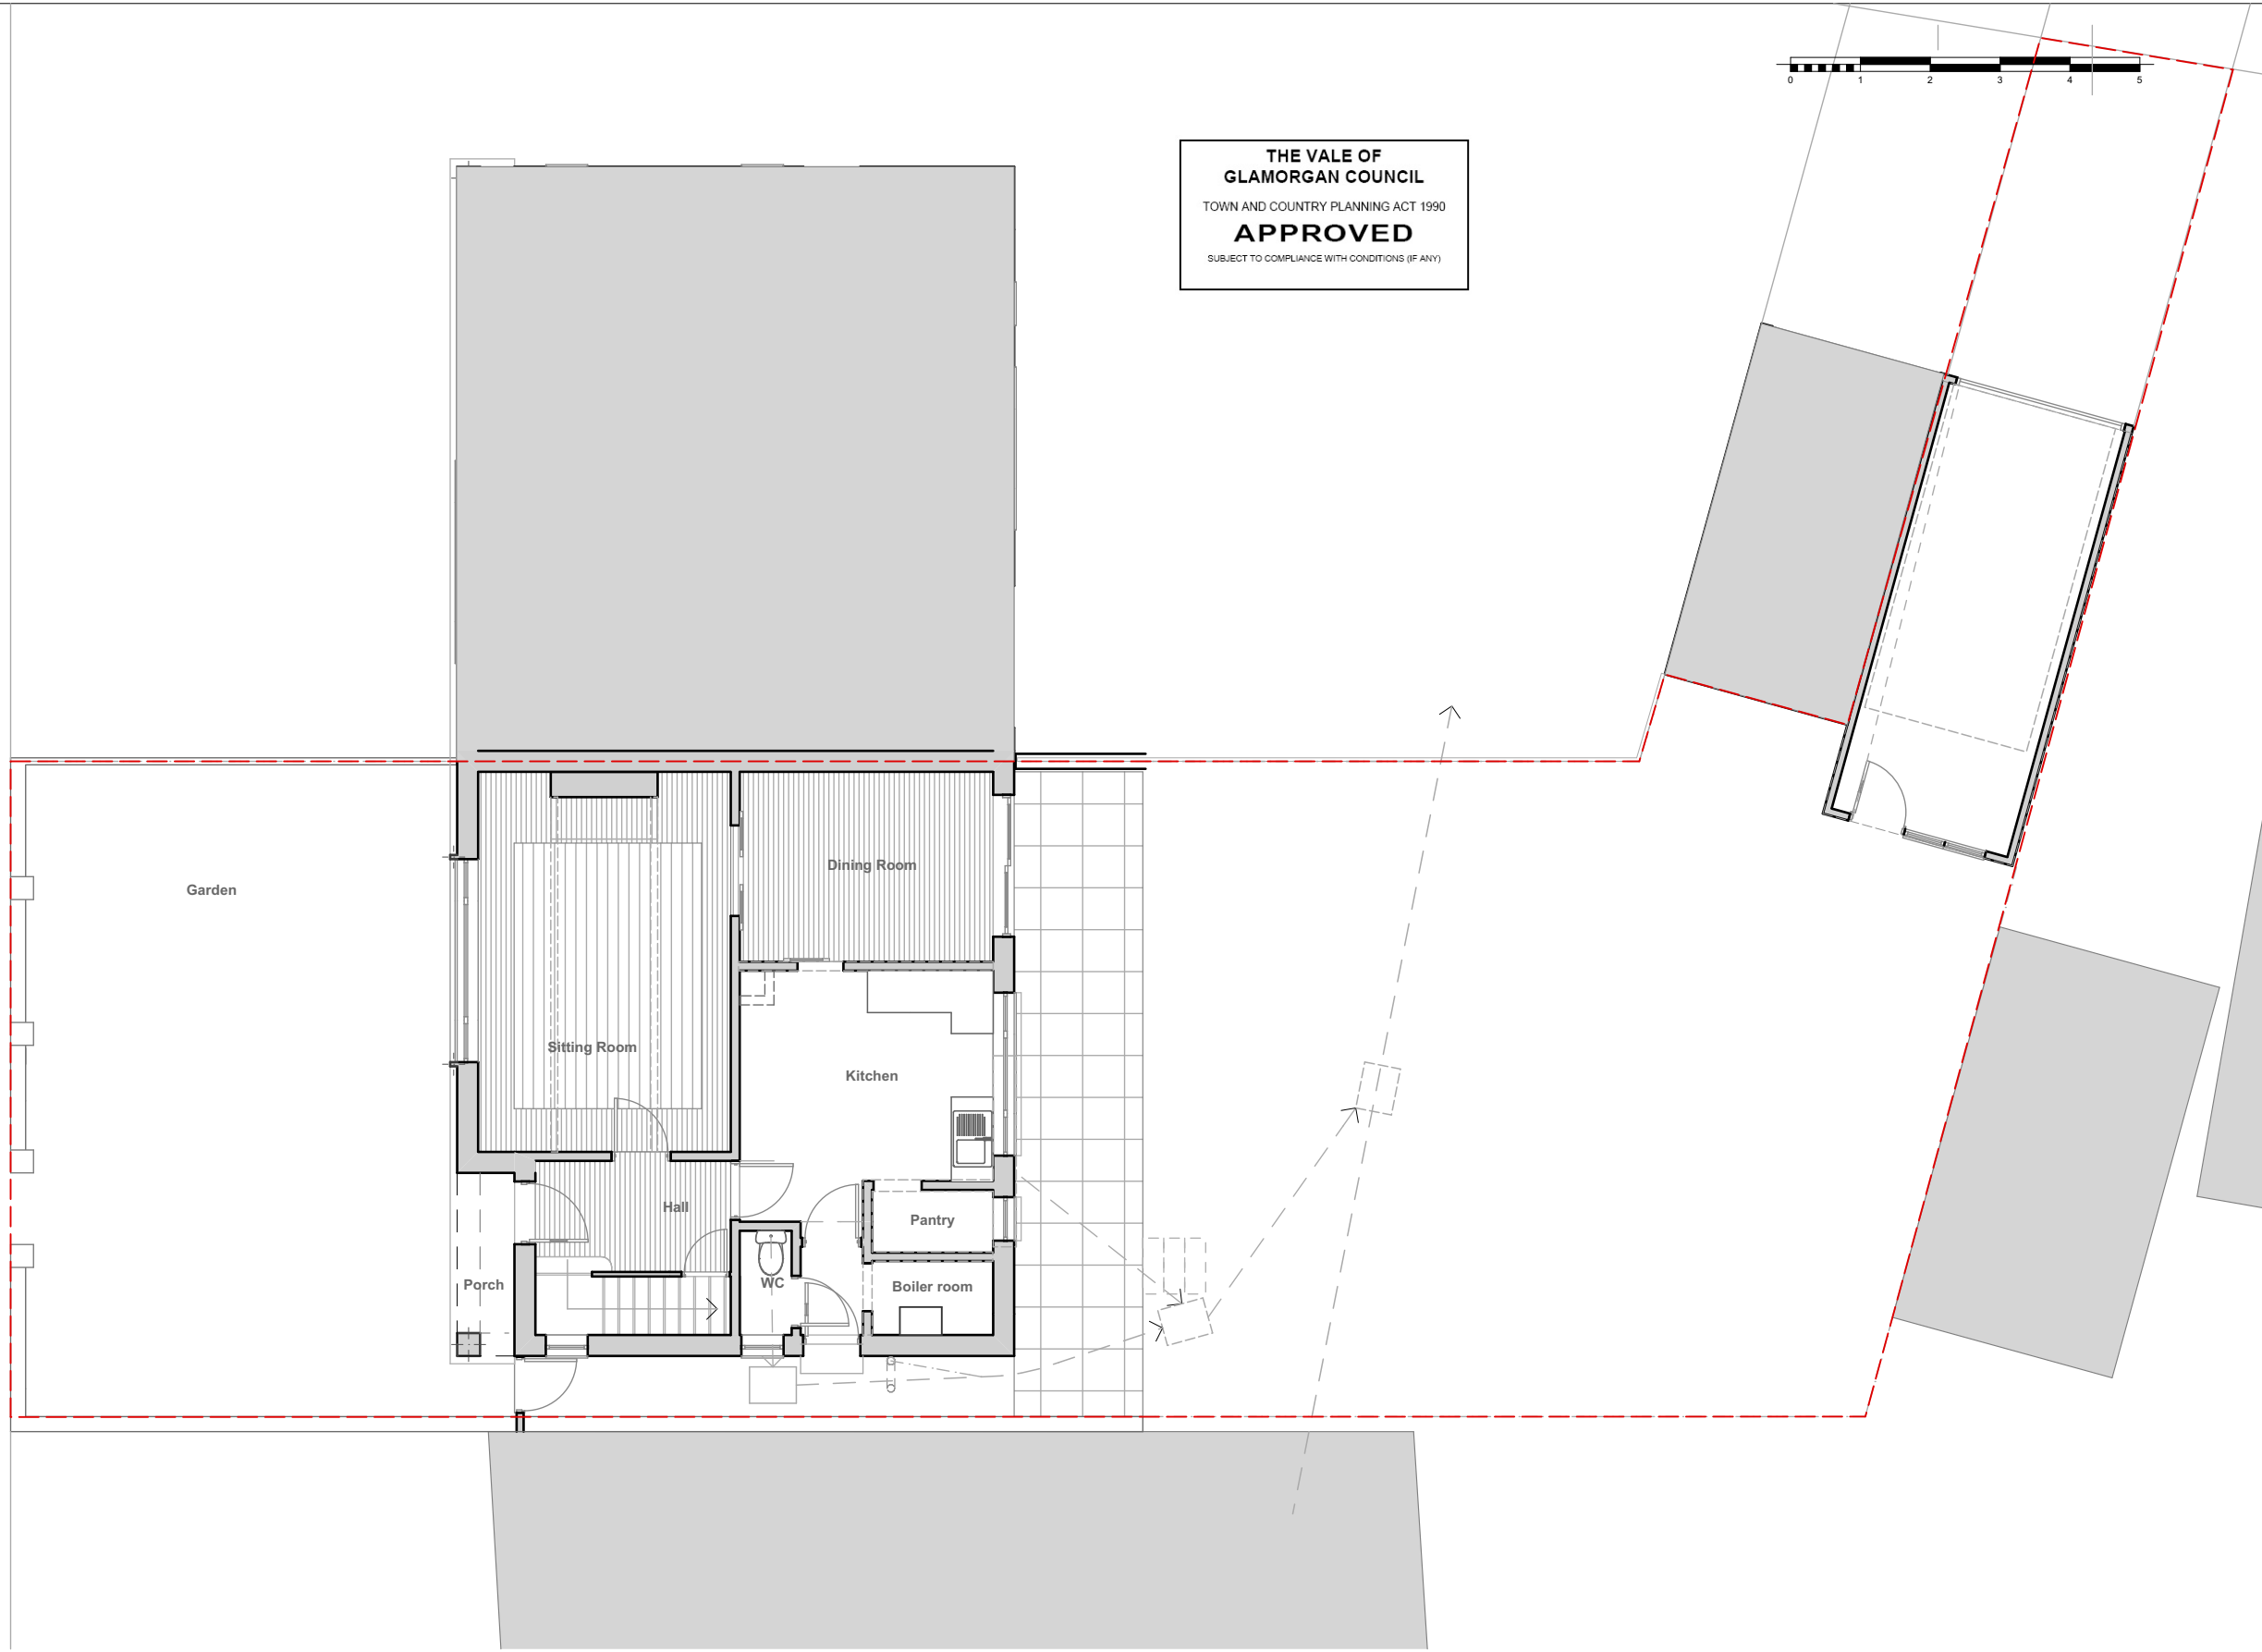 0 1 2 3 4 5
THE VALE OF
GLAMORGAN COUNCIL
TOWN AND COUNTRY PLANNING ACT 1990
APPROVED
SUBJECT TO COMPLIANCE WITH CONDITIONS (IF ANY)
Dining Room
Garden
Sitting Room
Kitchen
Hall
Pantry
Porch
WC
Boiler room